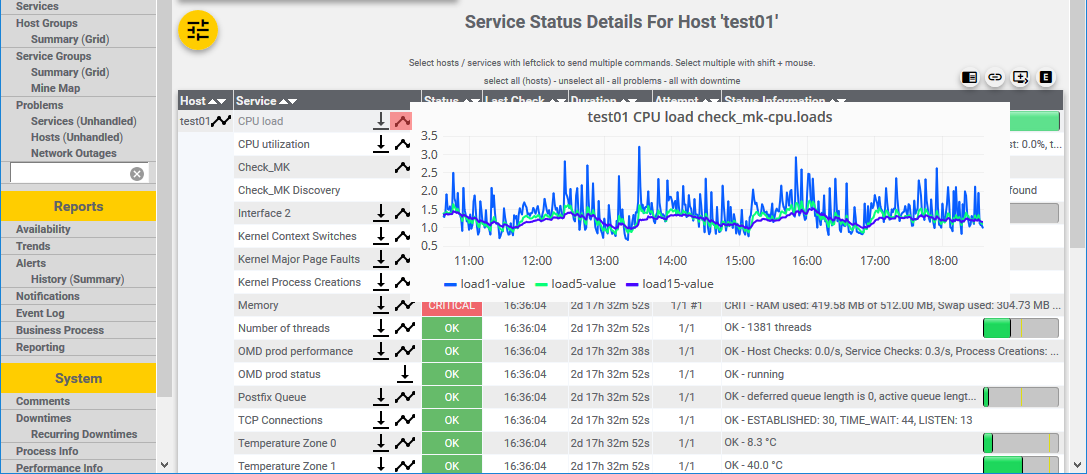 Services
Host Groups
Summary (Grid)
Service Groups
Summary (Grid)
Mine Map
Problems
Services (Unhandled)
Hosts (Unhandled)
Network Outages
Reports
Availability
Trends
Alerts
History (Summary)
Notifications
Event Log
Business Process
Reporting
System
Comments
Downtimes
Recurring Downtimes
Process Info
Performance Info
Service Status Details For Host 'test01'
Select hosts / services with leftclick to send multiple commands. Select multiple with shift + mouse.
select all (hosts) - unselect all - all problems - all with downtime
E
Host Service Status Last Check Duration Attempt Status Information
test01 CPU load
CPU utilization st: 0.0%, t...
Check_MK
Check_MK Discovery found
Interface 2
Kernel Context Switches
Kernel Major Page Faults
Kernel Process Creations
test01 CPU load check_mk-cpu.loads
3.5
3.0
2.5
2.0
1.5
1.0
0.5
11:00 12:00 13:00 14:00 15:00 16:00 17:00 18:00
load1-value load5-value load15-value
Memory CRITICAL 16:36:04 2d 17h 32m 52s 1/1 #1 CRIT - RAM used: 419.58 MB of 512.00 MB, Swap used: 304.73 MB ...
Number of threads OK 16:36:04 2d 17h 32m 52s 1/1 OK - 1381 threads
OMD prod performance OK 16:36:04 2d 17h 32m 38s 1/1 OK - Host Checks: 0.0/s, Service Checks: 0.3/s, Process Creations: ...
OMD prod status OK 16:36:04 2d 17h 32m 52s 1/1 OK - running
Postfix Queue OK 16:36:04 2d 17h 32m 52s 1/1 OK - deferred queue length is 0, active queue lengt...
TCP Connections OK 16:36:04 2d 17h 32m 52s 1/1 OK - ESTABLISHED: 30, TIME_WAIT: 44, LISTEN: 13
Temperature Zone 0 OK 16:36:04 2d 17h 32m 52s 1/1 OK - 8.3 °C
Temperature Zone 1 OK 16:36:04 2d 17h 32m 52s 1/1 OK - 40.0 °C